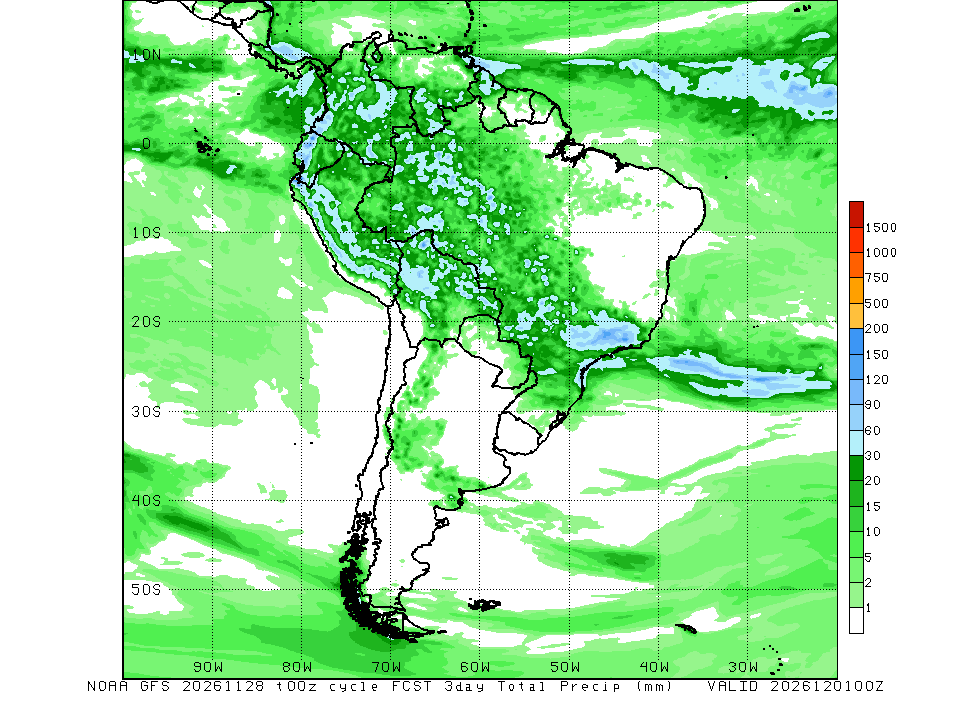 10N
0
10S
20S
30S
40S
50S
90W 80W 70W 60W 50W 40W 30W
1500
1000
750
500
200
150
120
90
60
30
20
15
10
5
2
1
NOAA GFS 20261128 t00z cycle FCST 3day Total Precip (mm) VALID 2026120100Z